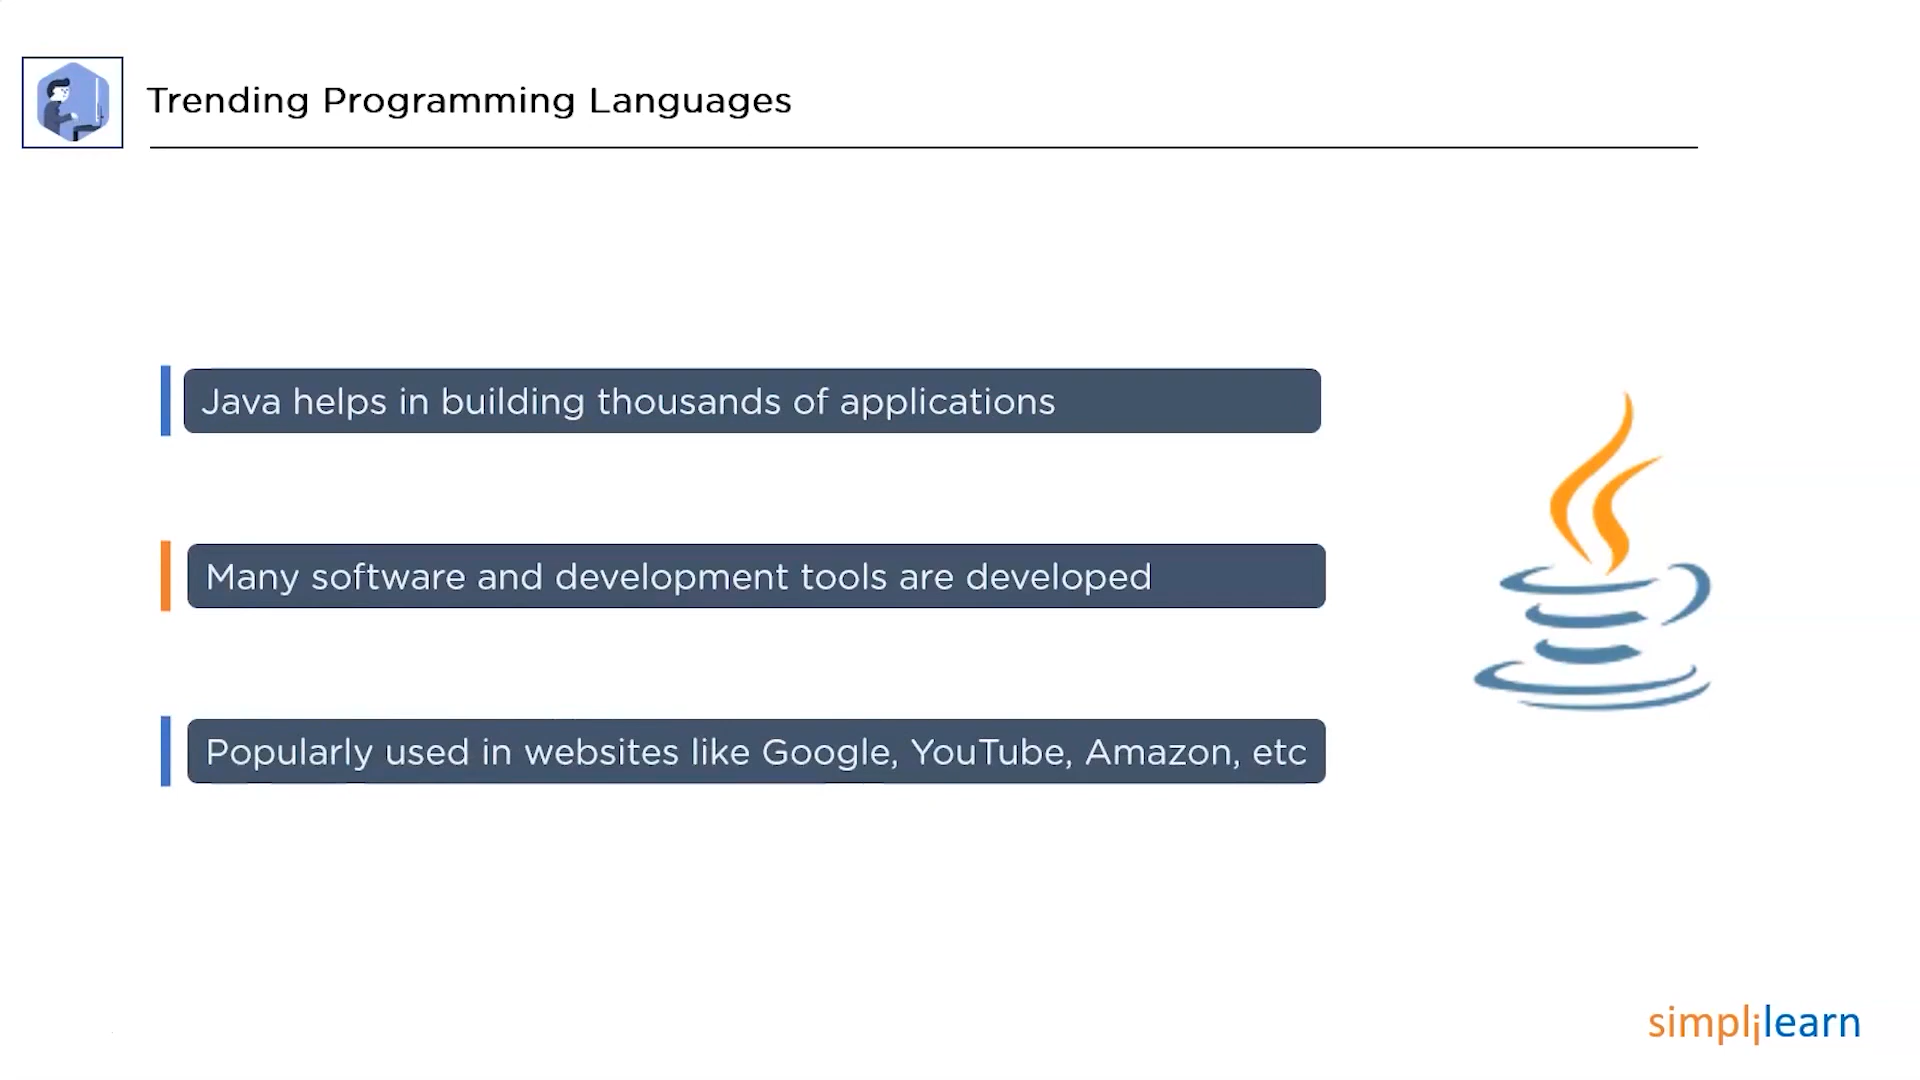 Trending Programming Languages
Java helps in building thousands of applications
Many software and development tools are developed
Popularly used in websites like Google, YouTube, Amazon, etc
simplilearn